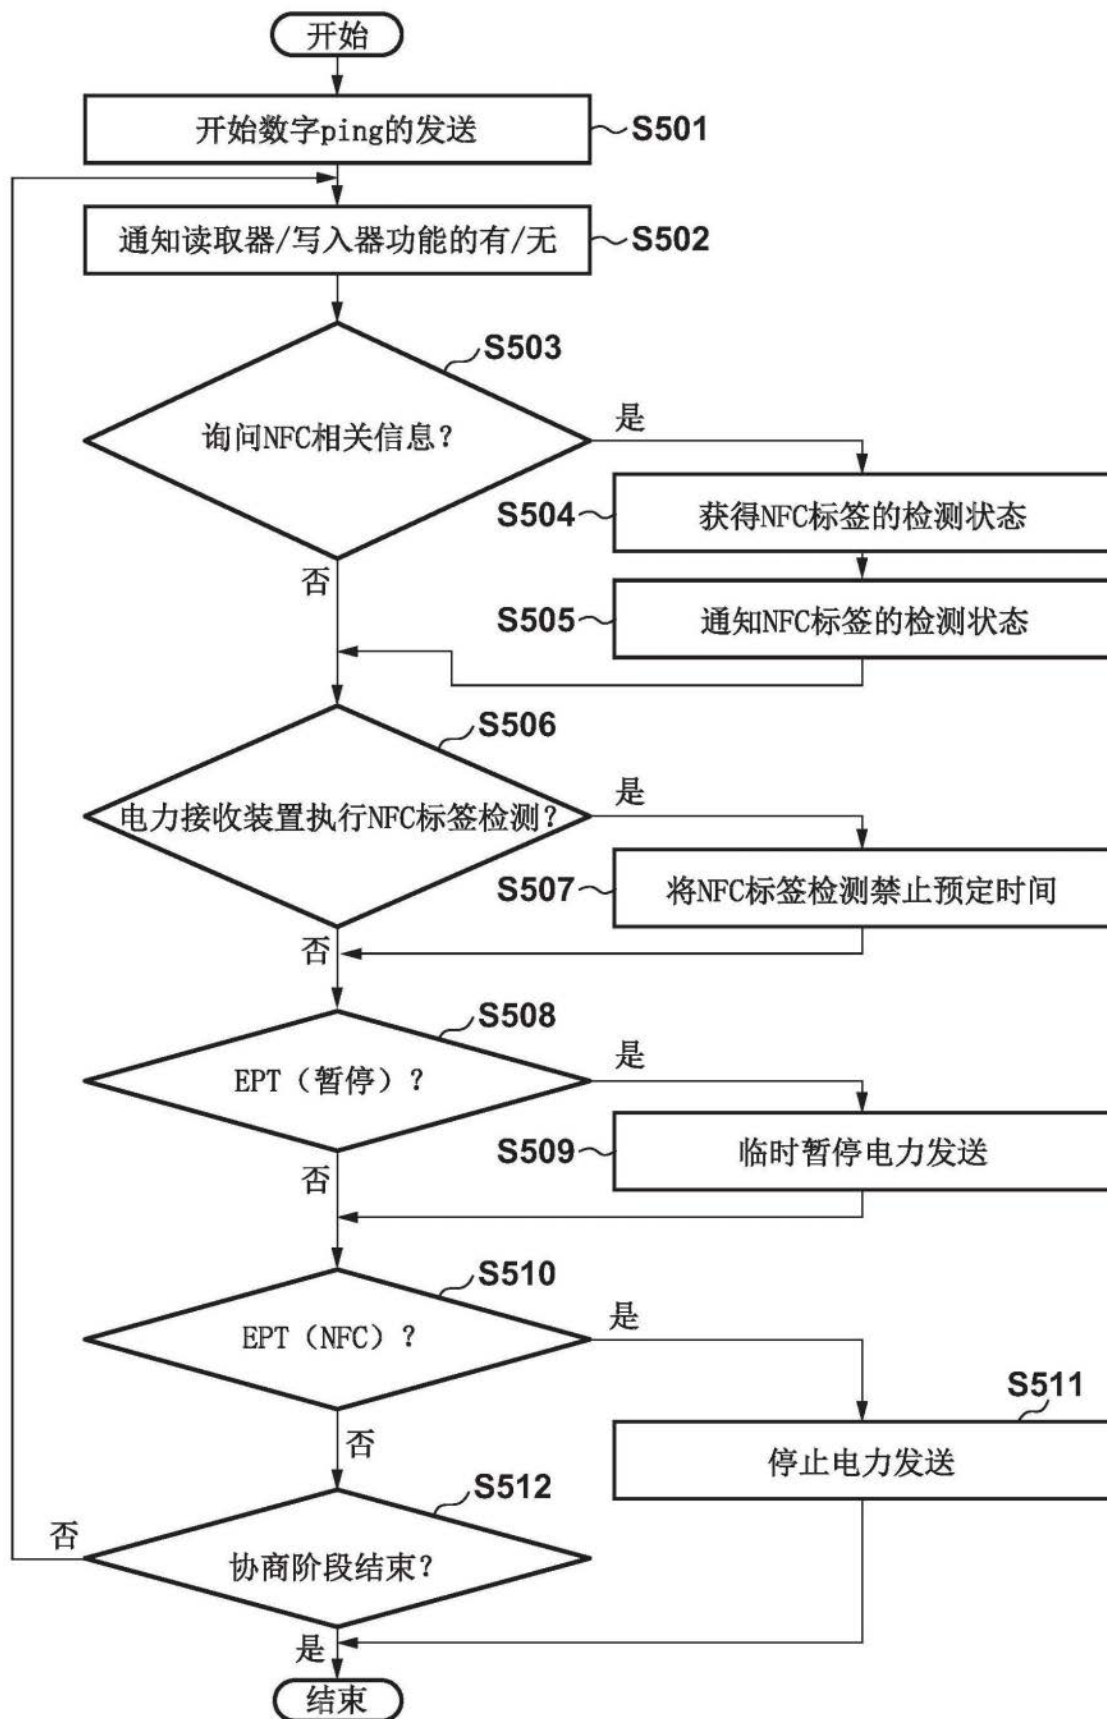 开始
开始数字ping的发送
S501
通知读取器/写入器功能的有/无
S502
S503
询问NFC相关信息？
是
S504
获得NFC标签的检测状态
否
S505
通知NFC标签的检测状态
S506
电力接收装置执行NFC标签检测？
是
S507
将NFC标签检测禁止预定时间
否
S508
EPT（暂停）？
是
S509
临时暂停电力发送
否
S510
EPT（NFC）？
是
S511
停止电力发送
否
S512
协商阶段结束？
否
是
结束